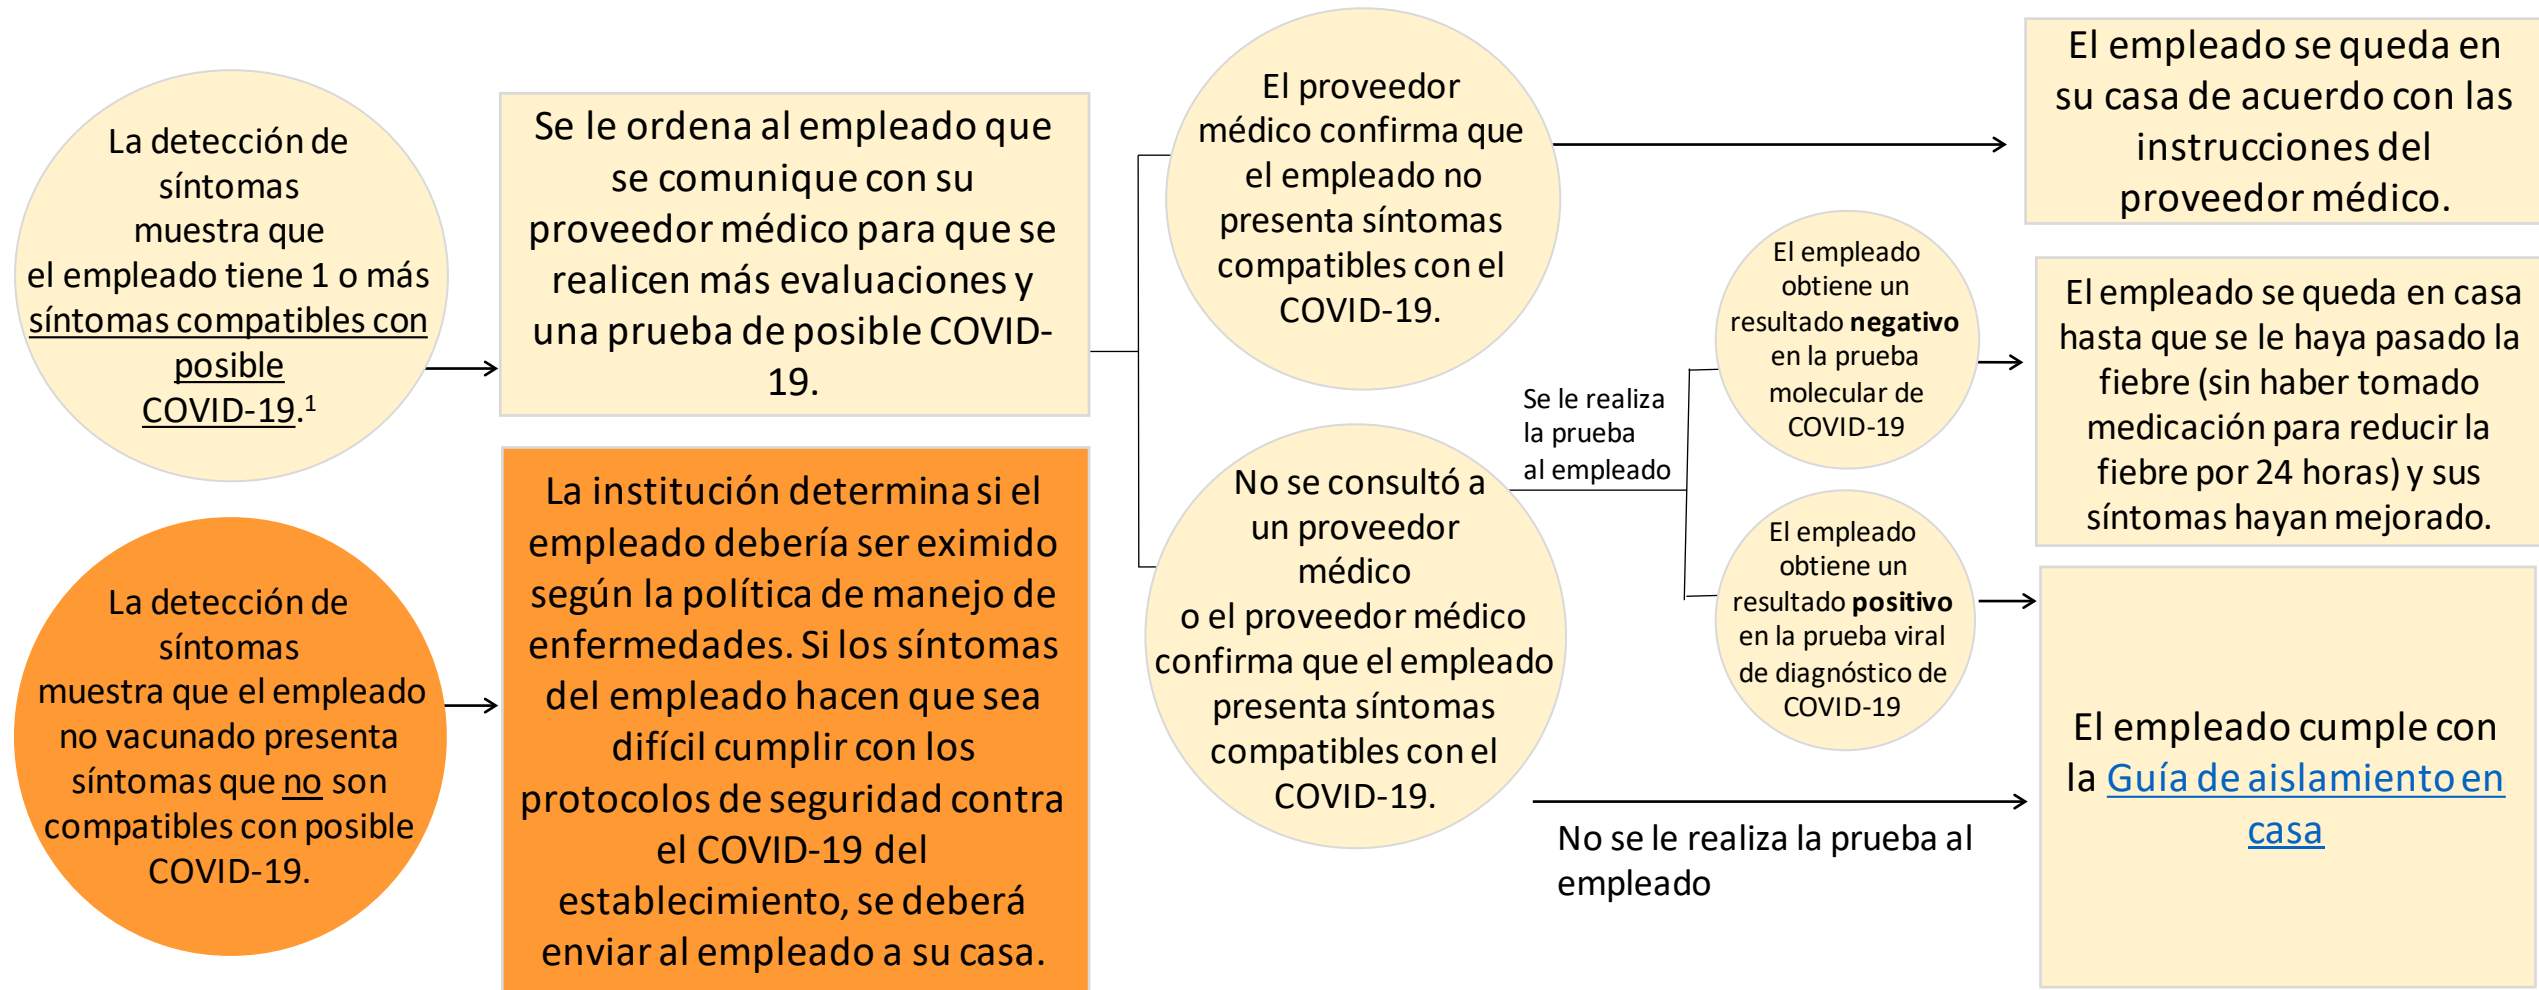 La detección de
síntomas
muestra que
el empleado tiene 1 o más
síntomas compatibles con
posible
COVID-19.1
Se le ordena al empleado que
se comunique con su
proveedor médico para que se
realicen más evaluaciones y
una prueba de posible COVID-
19.
El proveedor
médico confirma que
el empleado no
presenta síntomas
compatibles con el
COVID-19.
El empleado se queda en
su casa de acuerdo con las
instrucciones del
proveedor médico.
No se consultó a
un proveedor
médico
o el proveedor médico
confirma que el empleado
presenta síntomas
compatibles con el
COVID-19.
Se le realiza
la prueba
al empleado
El empleado
obtiene un
resultado negativo
en la prueba
molecular de
COVID-19
El empleado se queda en casa
hasta que se le haya pasado la
fiebre (sin haber tomado
medicación para reducir la
fiebre por 24 horas) y sus
síntomas hayan mejorado.
El empleado
obtiene un
resultado positivo
en la prueba viral
de diagnóstico de
COVID-19
No se le realiza la prueba al
empleado
El empleado cumple con
la Guía de aislamiento en
casa
La detección de
síntomas
muestra que el empleado
no vacunado presenta
síntomas que no son
compatibles con posible
COVID-19.
La institución determina si el
empleado debería ser eximido
según la política de manejo de
enfermedades. Si los síntomas
del empleado hacen que sea
difícil cumplir con los
protocolos de seguridad contra
el COVID-19 del
establecimiento, se deberá
enviar al empleado a su casa.